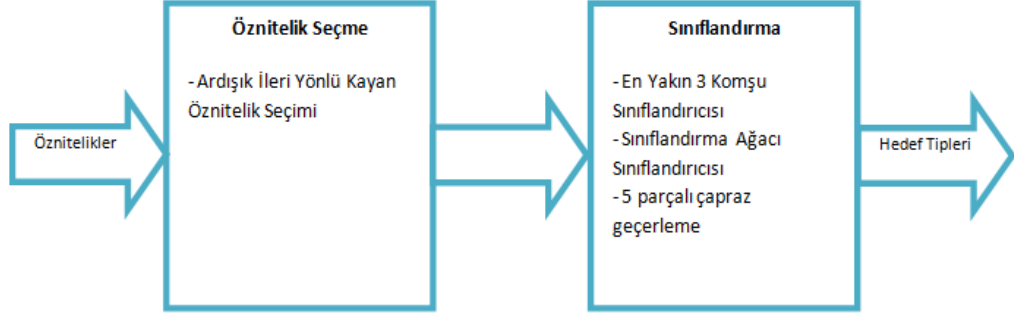 Öznitelikler
Öznitelik Seçme
- Ardışık İleri Yönlü Kayan
Öznitelik Seçimi
Sınıflandırma
- En Yakın 3 Komşu
Sınıflandırıcısı
- Sınıflandırma Ağacı
Sınıflandırıcısı
- 5 parçalı çapraz
geçerleme
Hedef Tipleri